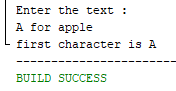 Enter the text :
A for apple
first character is A
------------------------
BUILD SUCCESS